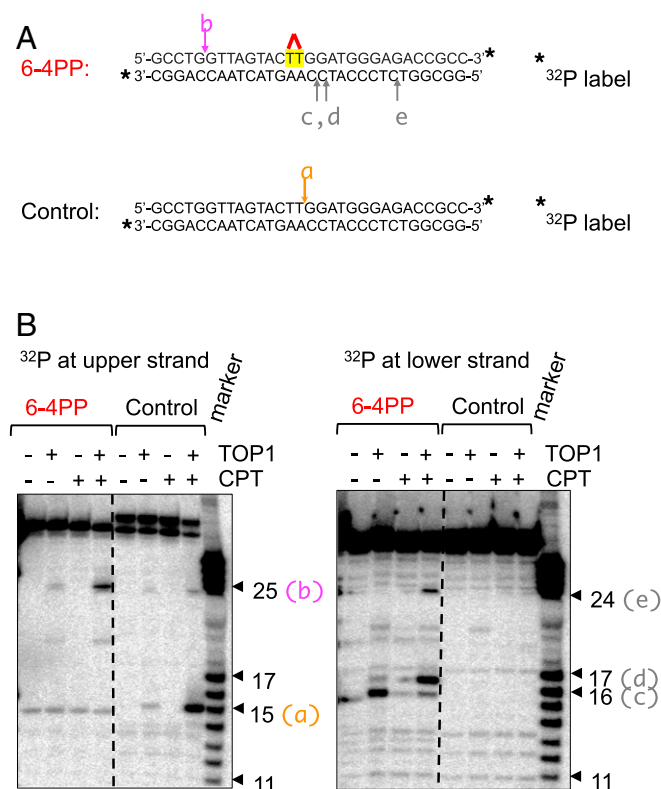 A
b
^
6-4PP:
5'-GCCTGGTTAGTACTTGGATGGGAGACCGCC-3'*
*3'-CGGACCAATCATGAACCTACCCTCTGGCGG-5'
* 32P label
c,d e
a
Control:
5'-GCCTGGTTAGTACTTGGATGGGAGACCGCC-3'*
*3'-CGGACCAATCATGAACCTACCCTCTGGCGG-5'
* 32P label
B
32P at upper strand
6-4PP Control marker
- + - + - + - + TOP1
- - + + - - + + CPT
25 (b)
17
15 (a)
11
32P at lower strand
6-4PP Control marker
- + - + - + - + TOP1
- - + + - - + + CPT
24 (e)
17 (d)
16 (c)
11